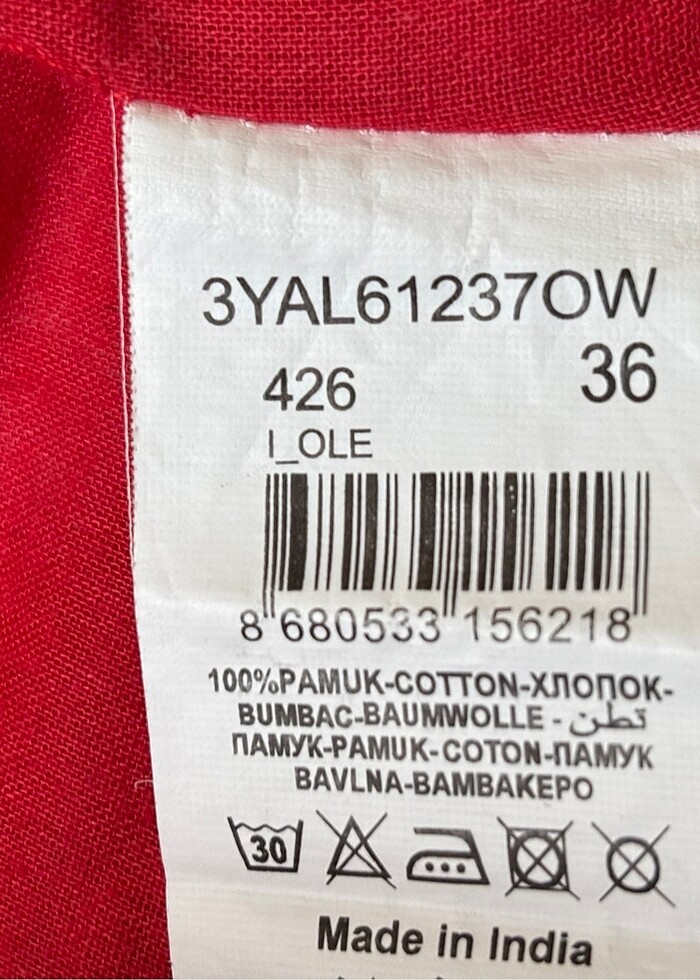 3YAL61237OW
426 36
I_OLE
8 680533 156218
100%PAMUK-COTTON-ХЛОПОК-
BUMBAC-BAUMWOLLE - قطن
ПАМУК-PAMUK-COTON-ПАМУК
BAVLNA-BAMBAKEPO
30
Made in India